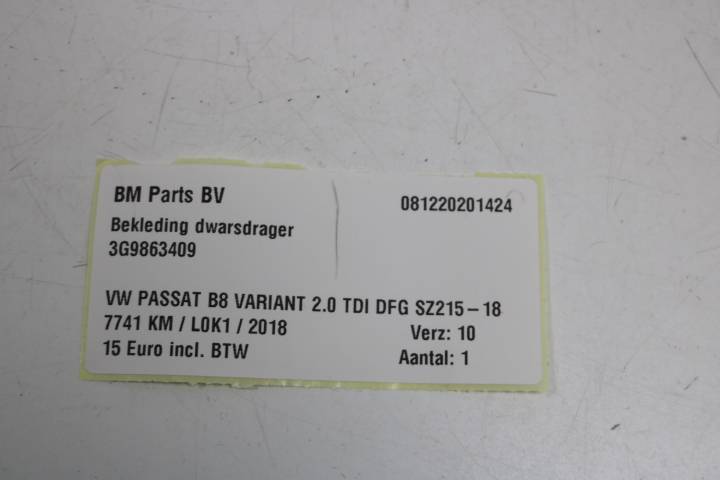 BM Parts BV
081220201424
Bekleding dwarsdrager
3G9863409
VW PASSAT B8 VARIANT 2.0 TDI DFG SZ215-18
7741 KM / L0K1 / 2018
Verz: 10
15 Euro incl. BTW
Aantal: 1